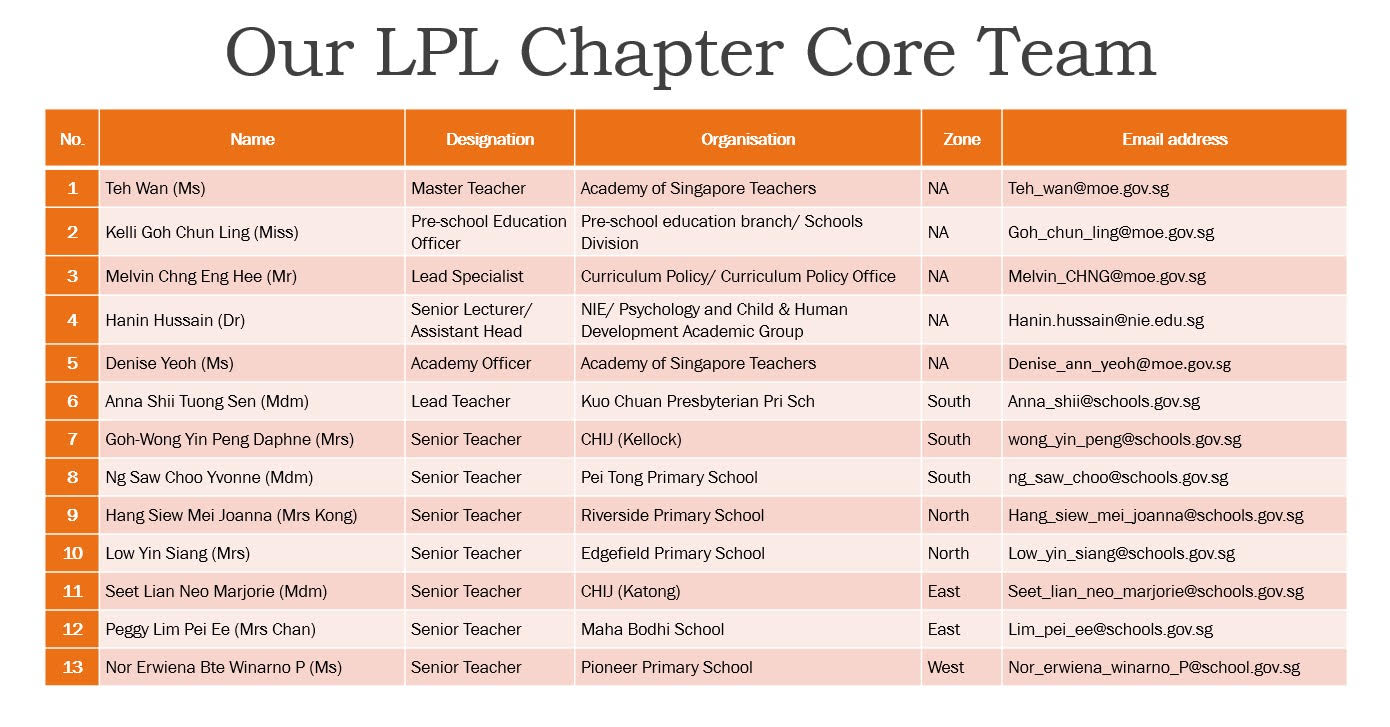 Our LPL Chapter Core Team
No. Name Designation Organisation Zone Email address
1 Teh Wan (Ms) Master Teacher Academy of Singapore Teachers NA Teh_wan@moe.gov.sg
2 Kelli Goh Chun Ling (Miss) Pre-school Education Officer Pre-school education branch/ Schools Division NA Goh_chun_ling@moe.gov.sg
3 Melvin Chng Eng Hee (Mr) Lead Specialist Curriculum Policy/ Curriculum Policy Office NA Melvin_CHNG@moe.gov.sg
4 Hanin Hussain (Dr) Senior Lecturer/ Assistant Head NIE/ Psychology and Child & Human Development Academic Group NA Hanin.hussain@nie.edu.sg
5 Denise Yeoh (Ms) Academy Officer Academy of Singapore Teachers NA Denise_ann_yeoh@moe.gov.sg
6 Anna Shii Tuong Sen (Mdm) Lead Teacher Kuo Chuan Presbyterian Pri Sch South Anna_shii@schools.gov.sg
7 Goh-Wong Yin Peng Daphne (Mrs) Senior Teacher CHIJ (Kellock) South wong_yin_peng@schools.gov.sg
8 Ng Saw Choo Yvonne (Mdm) Senior Teacher Pei Tong Primary School South ng_saw_choo@schools.gov.sg
9 Hang Siew Mei Joanna (Mrs Kong) Senior Teacher Riverside Primary School North Hang_siew_mei_joanna@schools.gov.sg
10 Low Yin Siang (Mrs) Senior Teacher Edgefield Primary School North Low_yin_siang@schools.gov.sg
11 Seet Lian Neo Marjorie (Mdm) Senior Teacher CHIJ (Katong) East Seet_lian_neo_marjorie@schools.gov.sg
12 Peggy Lim Pei Ee (Mrs Chan) Senior Teacher Maha Bodhi School East Lim_pei_ee@schools.gov.sg
13 Nor Erwiena Bte Winarno P (Ms) Senior Teacher Pioneer Primary School West Nor_erwiena_winarno_P@school.gov.sg